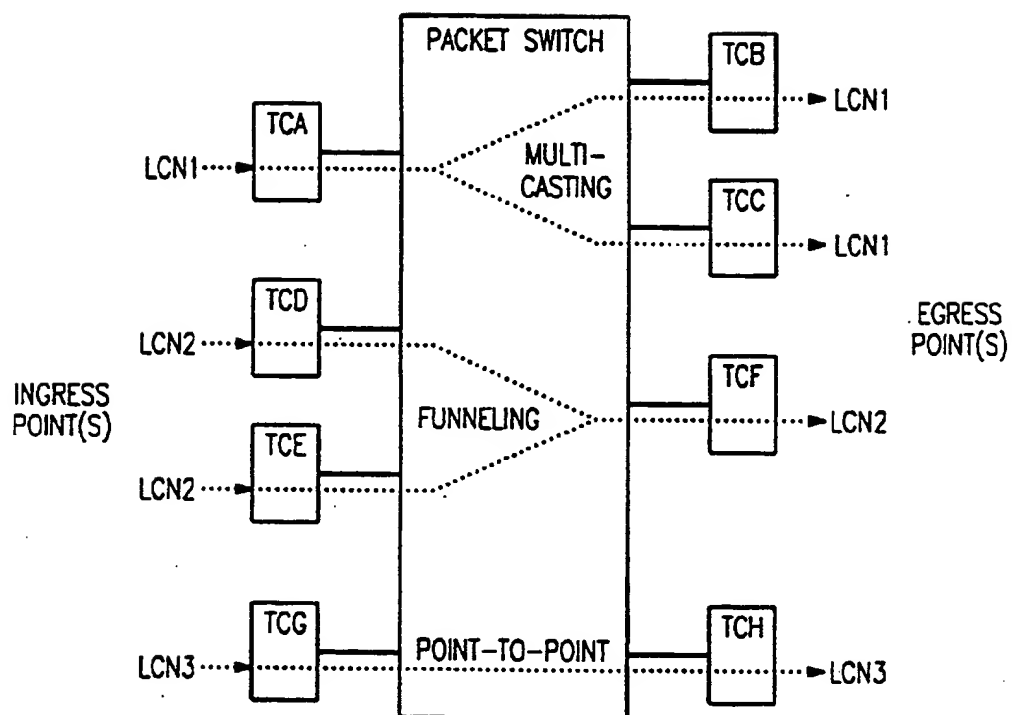 PACKET SWITCH
TCB
LCN1
TCA
LCN1
MULTI-
CASTING
TCC
LCN1
TCD
LCN2
EGRESS
POINT(S)
INGRESS
POINT(S)
FUNNELING
TCF
LCN2
TCE
LCN2
TCG
LCN3
POINT-TO-POINT
TCH
LCN3